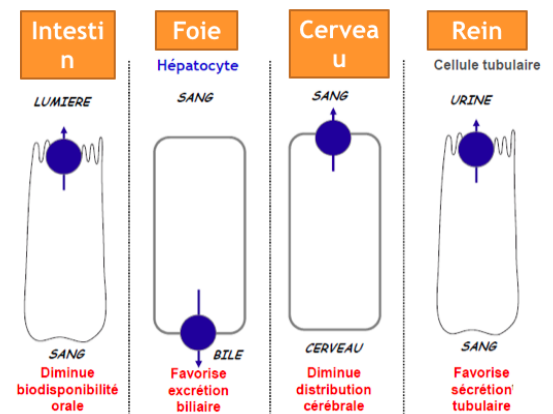 Intesti
n
Foie
Cervea
u
Rein
Hépatocyte
Cellule tubulaire
LUMIERE
SANG
SANG
URINE
SANG
BILE
CERVEAU
SANG
Diminue
biodisponibilité
orale
Favorise
excrétion
biliaire
Diminue
distribution
cérébrale
Favorise
sécrétion
tubulaire